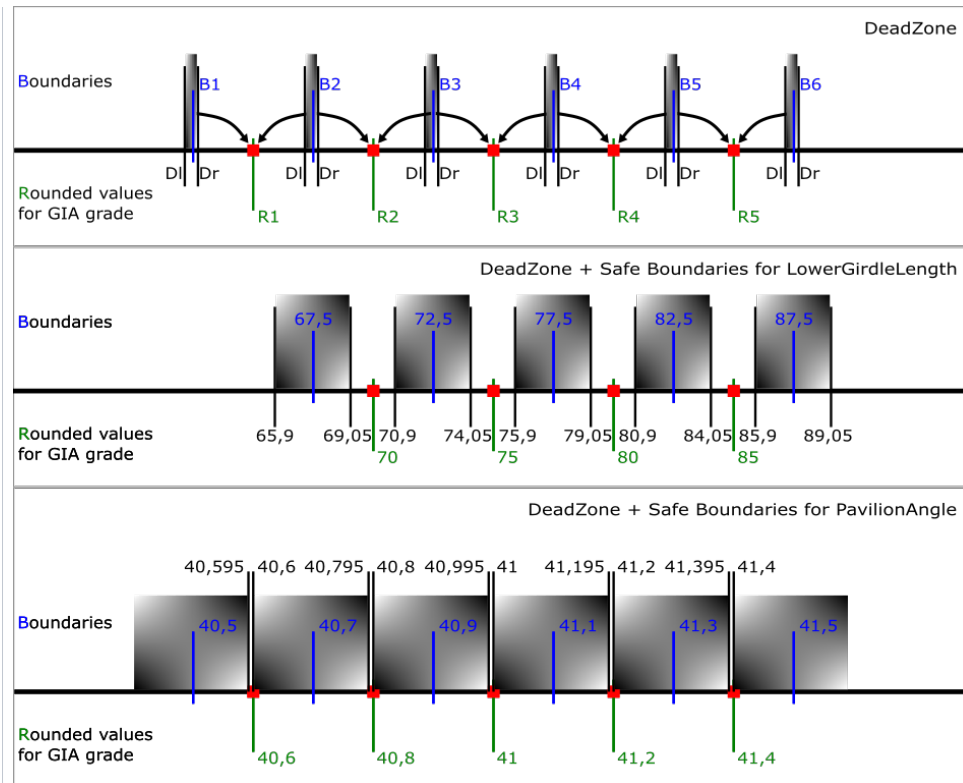 DeadZone
Boundaries
B1 B2 B3 B4 B5 B6
Dl Dr Dl Dr Dl Dr Dl Dr Dl Dr Dl Dr
Rounded values
for GIA grade
R1 R2 R3 R4 R5
DeadZone + Safe Boundaries for LowerGirdleLength
Boundaries
67,5 72,5 77,5 82,5 87,5
Rounded values
for GIA grade
65,9 69,05 70,9 74,05 75,9 79,05 80,9 84,05 85,9 89,05
70 75 80 85
DeadZone + Safe Boundaries for PavilionAngle
40,595 40,6 40,795 40,8 40,995 41 41,195 41,2 41,395 41,4
Boundaries
40,5 40,7 40,9 41,1 41,3 41,5
Rounded values
for GIA grade
40,6 40,8 41 41,2 41,4